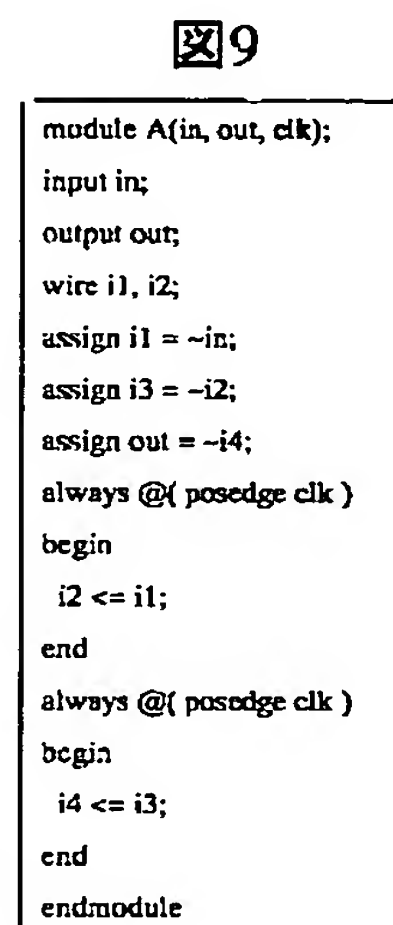 図9
module A(in, out, clk);
input in;
output out;
wire i1, i2;
assign i1 = ~in;
assign i3 = ~i2;
assign out = ~i4;
always @( posedge clk )
begin
i2 <= i1;
end
always @( posedge clk )
begin
i4 <= i3;
end
endmodule